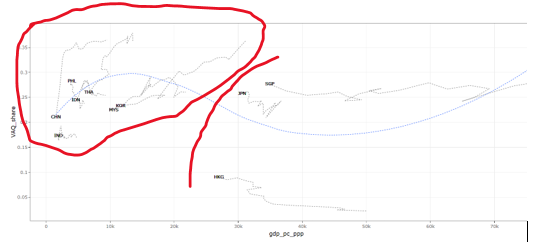 .35
0.3
0.25
0.2
0.15
0.1
0.05
VAQ_share
PHL
THA
IDN
KOR
MYS
CHN
IND
JPN
SGP
HKG
0
10k
20k
30k
40k
50k
60k
70k
gdp_pc_ppp